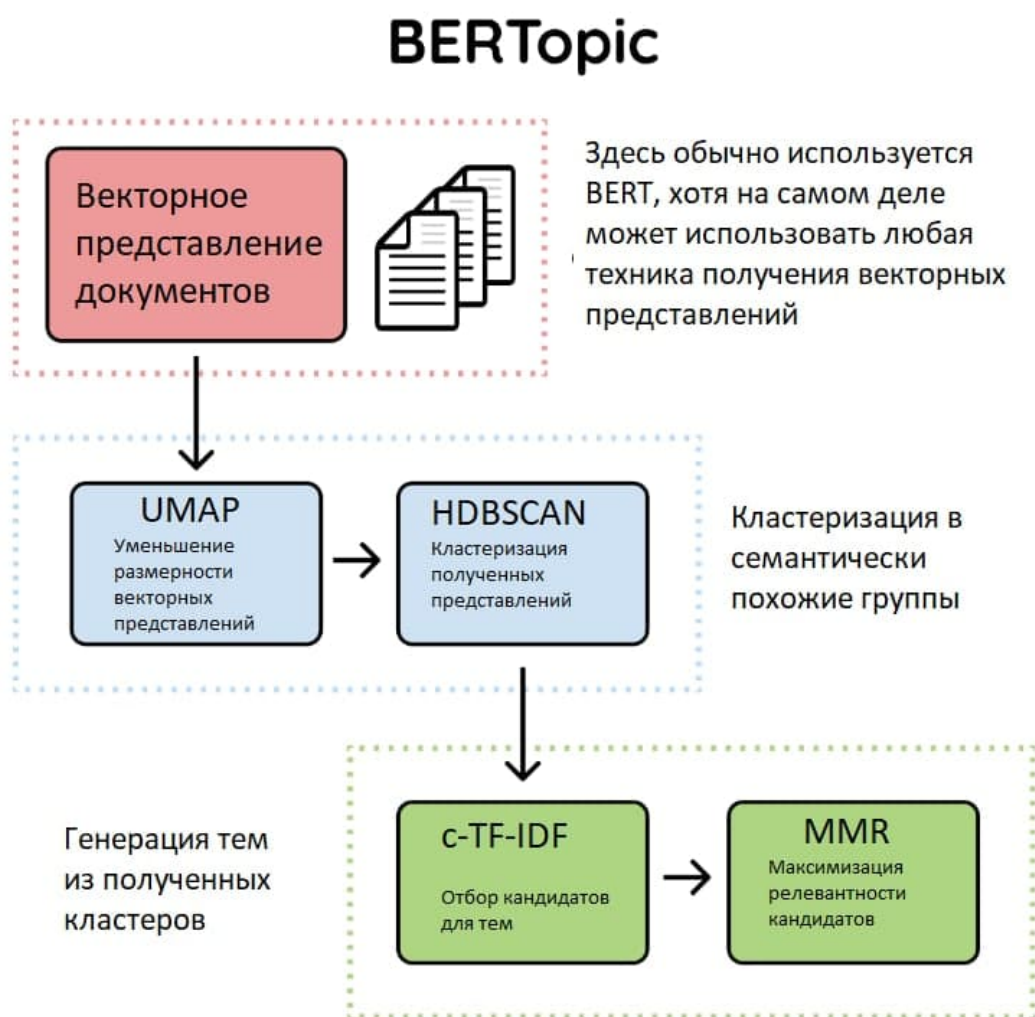 BERTopic
Векторное
представление
документов
Здесь обычно используется
BERT, хотя на самом деле
может использовать любая
техника получения векторных
представлений
UMAP
Уменьшение
размерности
векторных
представлений
HDBSCAN
Кластеризация
полученных
представлений
Кластеризация в
семантически
похожие группы
Генерация тем
из полученных
кластеров
c-TF-IDF
Отбор кандидатов
для тем
MMR
Максимизация
релевантности
кандидатов